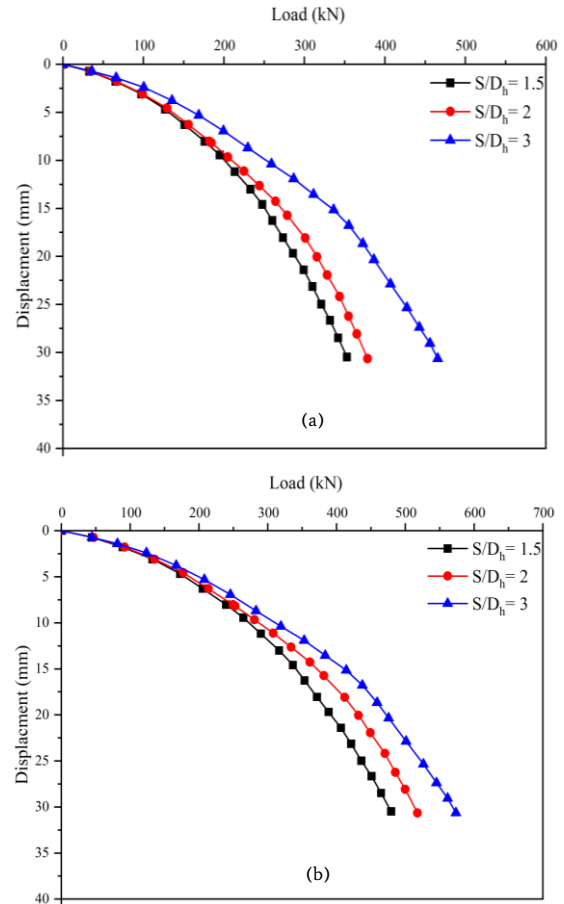 Load (kN)
0 100 200 300 400 500 600
0
5
10
15
20
25
30
35
40
Displacment (mm)
S/Dh= 1.5
S/Dh= 2
S/Dh= 3
(a)
Load (kN)
0 100 200 300 400 500 600 700
0
5
10
15
20
25
30
35
40
Displacment (mm)
S/Dh= 1.5
S/Dh= 2
S/Dh= 3
(b)